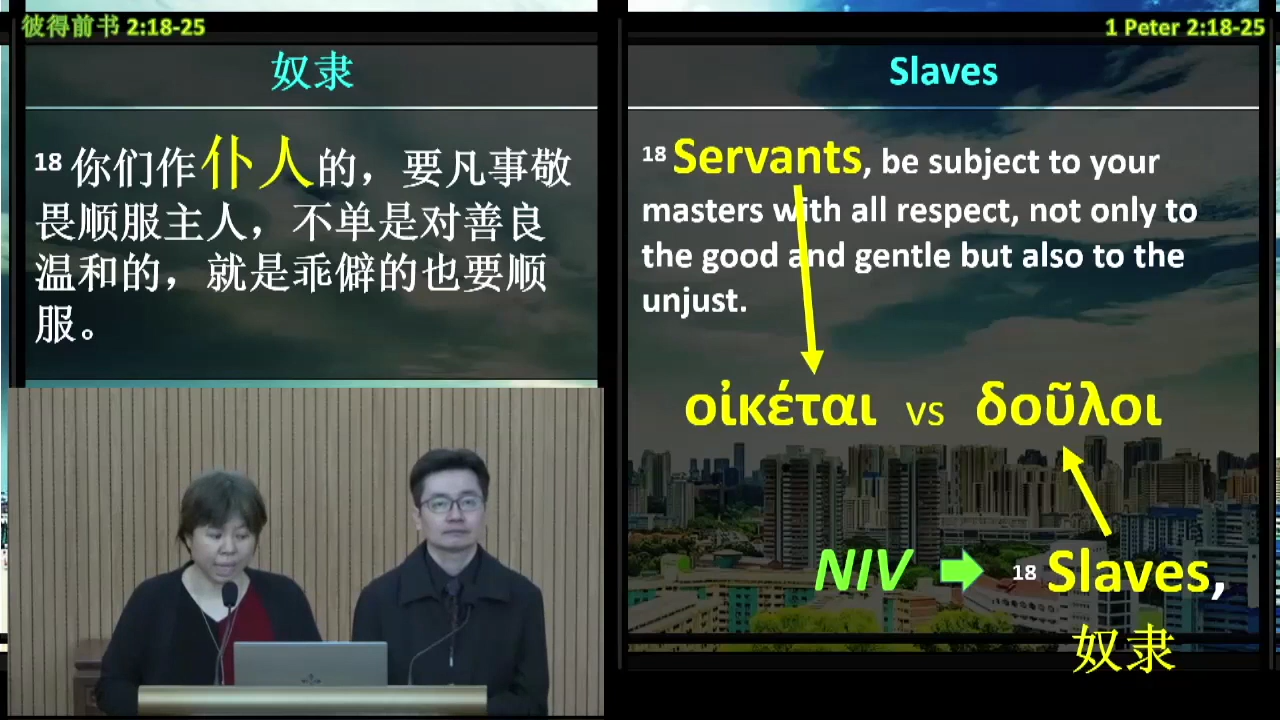 彼得前书 2:18-25
奴隶
18 你们作仆人的，要凡事敬
畏顺服主人，不单是对善良
温和的，就是乖僻的也要顺
服。
1 Peter 2:18-25
Slaves
18 Servants, be subject to your
masters with all respect, not only to
the good and gentle but also to the
unjust.
οἰκέται vs δοῦλοι
NIV 18 Slaves,
奴隶